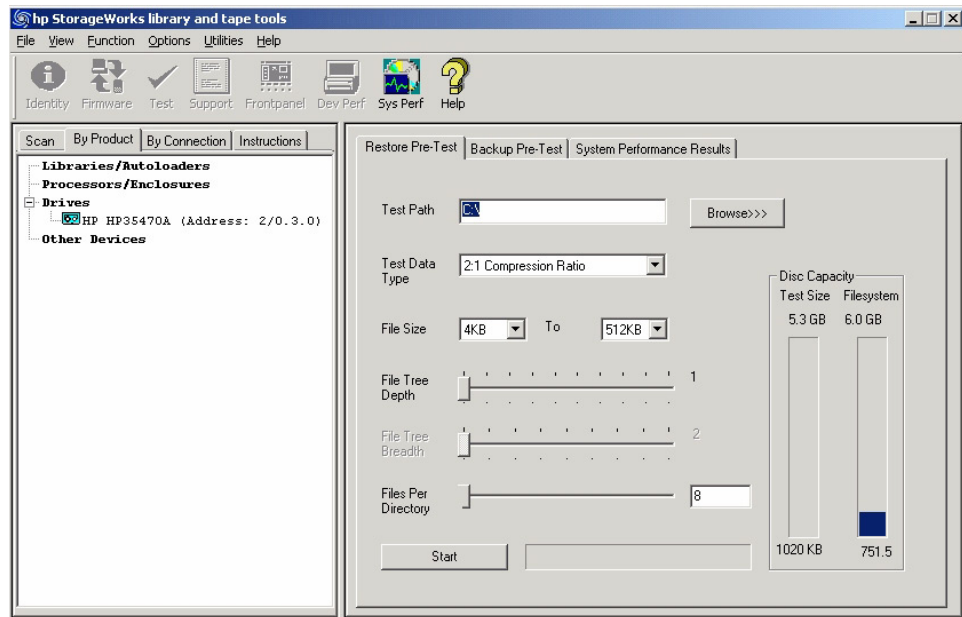 hp StorageWorks library and tape tools
File View Function Options Utilities Help
Identity Firmware Test Support Frontpanel Dev Perf Sys Perf Help
Scan By Product By Connection Instructions
Libraries/Autoloaders
Processors/Enclosures
Drives
HP HP35470A (Address: 2/0.3.0)
Other Devices
Restore Pre-Test Backup Pre-Test System Performance Results
Test Path C:\ Browse>>>
Test Data Type 2:1 Compression Ratio
File Size 4KB To 512KB
File Tree Depth 1
File Tree Breadth 2
Files Per Directory 8
Start
Disc Capacity
Test Size Filesystem
5.3 GB 6.0 GB
1020 KB 751.5